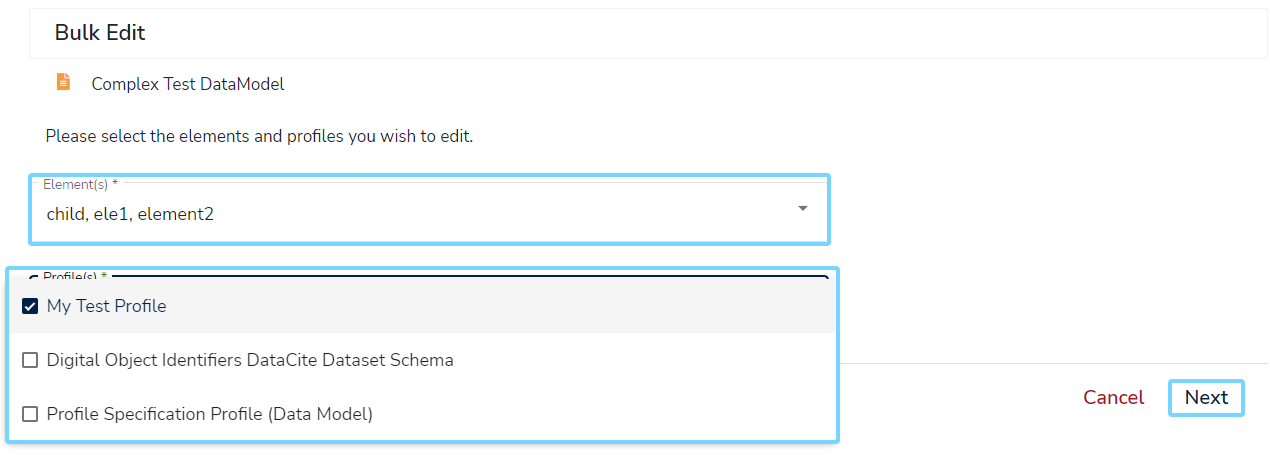 Bulk Edit
Complex Test DataModel
Please select the elements and profiles you wish to edit.
Element(s) *
child, ele1, element2
Profile(s) *
My Test Profile
Digital Object Identifiers DataCite Dataset Schema
Profile Specification Profile (Data Model)
Cancel Next